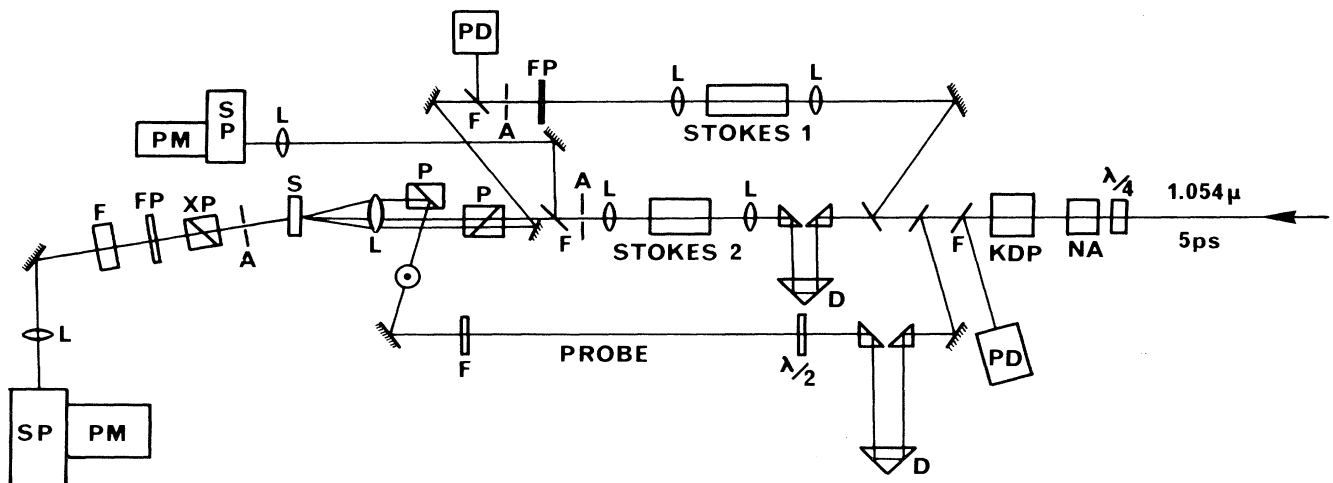 PD
FP
L
L
F
A
STOKES 1
SP
PM
L
λ/4
1.054μ
5ps
S
P
P
A
L
L
FP
XP
F
A
L
F
STOKES 2
F
KDP
NA
D
L
F
PROBE
λ/2
PD
SP
PM
D